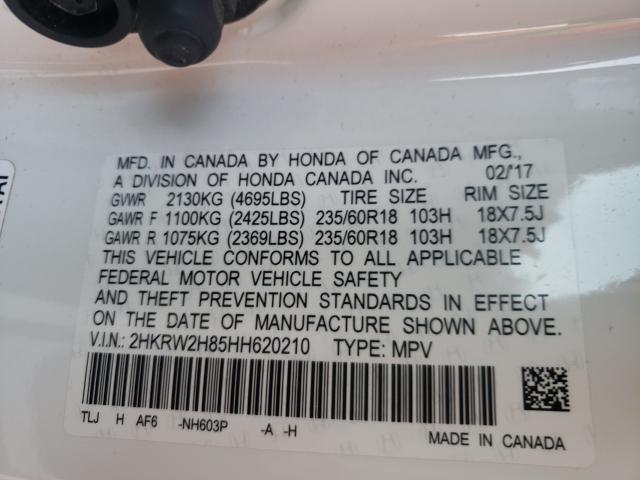 MFD. IN CANADA BY HONDA OF CANADA MFG.,
A DIVISION OF HONDA CANADA INC. 02/'17
GVWR 2130KG (4695LBS) TIRE SIZE RIM SIZE
GAWR F 1100KG (2425LBS) 235/60R18 103H 18X7.5J
GAWR R 1075KG (2369LBS) 235/60R18 103H 18X7.5J
THIS VEHICLE CONFORMS TO ALL APPLICABLE
FEDERAL MOTOR VEHICLE SAFETY
AND THEFT PREVENTION STANDARDS IN EFFECT
ON THE DATE OF MANUFACTURE SHOWN ABOVE.
V.I.N.: 2HKRW2H85HH620210 TYPE: MPV
TLJ H AF6 -NH603P -A -H
MADE IN CANADA